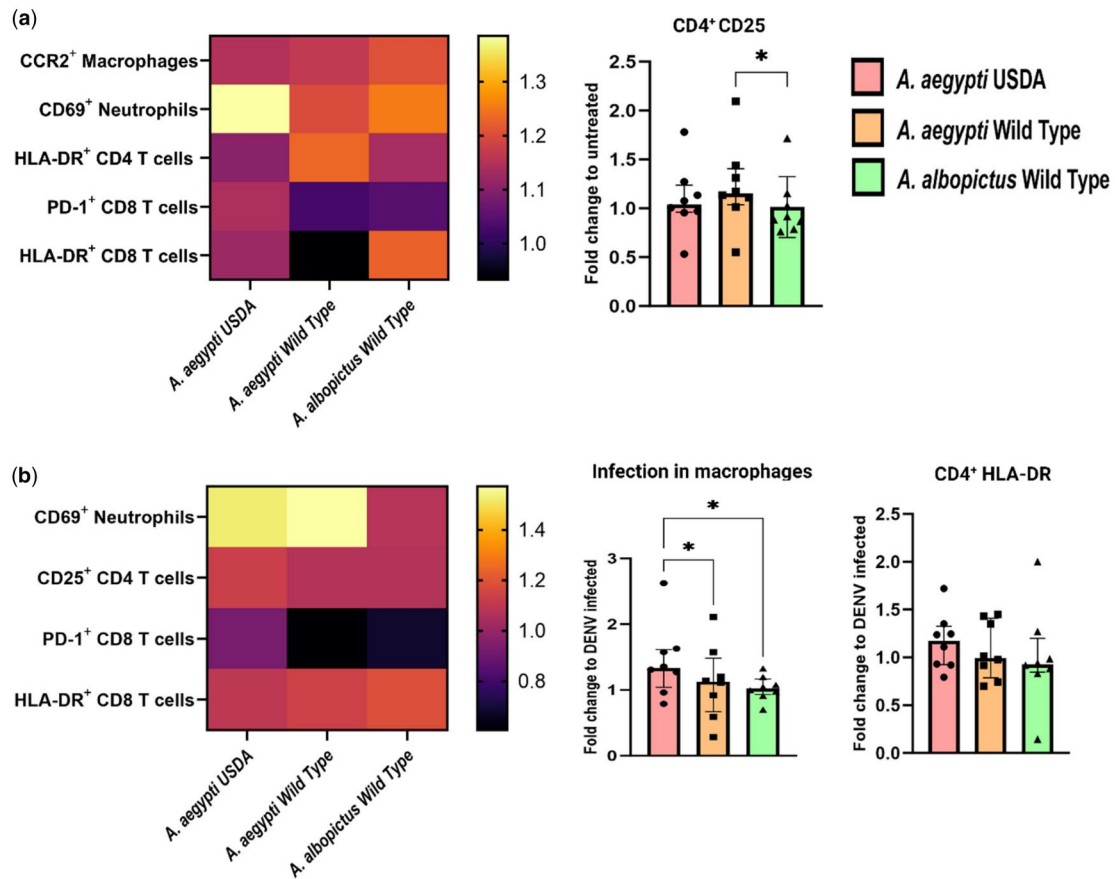 (a)
CCR2⁺ Macrophages
CD69⁺ Neutrophils
HLA-DR⁺ CD4 T cells
PD-1⁺ CD8 T cells
HLA-DR⁺ CD8 T cells
A. aegypti USDA
A. aegypti Wild Type
A. albopictus Wild Type
1.3
1.2
1.1
1.0
CD4⁺ CD25
Fold change to untreated
2.5
2.0
1.5
1.0
0.5
0.0
*
A. aegypti USDA
A. aegypti Wild Type
A. albopictus Wild Type
(b)
CD69⁺ Neutrophils
CD25⁺ CD4 T cells
PD-1⁺ CD8 T cells
HLA-DR⁺ CD8 T cells
A. aegypti USDA
A. aegypti Wild Type
A. albopictus Wild Type
1.4
1.2
1.0
0.8
Infection in macrophages
Fold change to DENV infected
3
2
1
0
*
*
CD4⁺ HLA-DR
Fold change to DENV infected
2.5
2.0
1.5
1.0
0.5
0.0